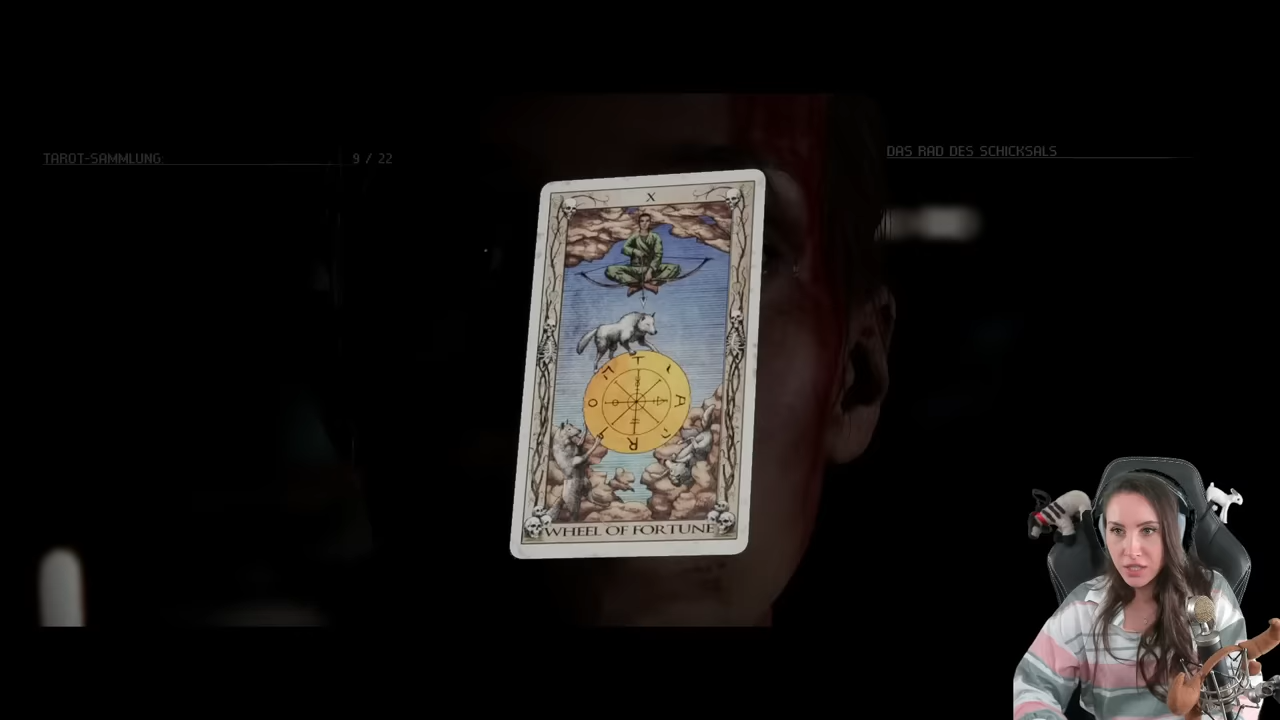 TAROT-SAMMLUNG:
9 / 22
DAS RAD DES SCHICKSALS
X
T
A
R
O
WHEEL OF FORTUNE